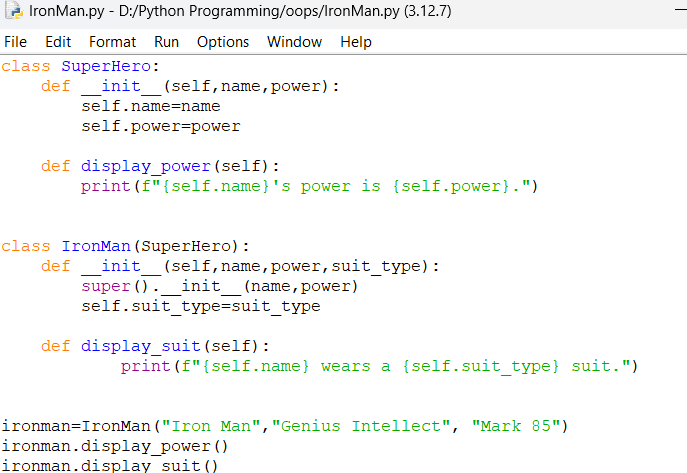 IronMan.py - D:/Python Programming/oops/IronMan.py (3.12.7)
File Edit Format Run Options Window Help
class SuperHero:
    def __init__(self,name,power):
        self.name=name
        self.power=power
    def display_power(self):
        print(f"{self.name}'s power is {self.power}.")
class IronMan(SuperHero):
    def __init__(self,name,power,suit_type):
        super().__init__(name,power)
        self.suit_type=suit_type
    def display_suit(self):
            print(f"{self.name} wears a {self.suit_type} suit.")
ironman=IronMan("Iron Man","Genius Intellect", "Mark 85")
ironman.display_power()
ironman.display_suit()